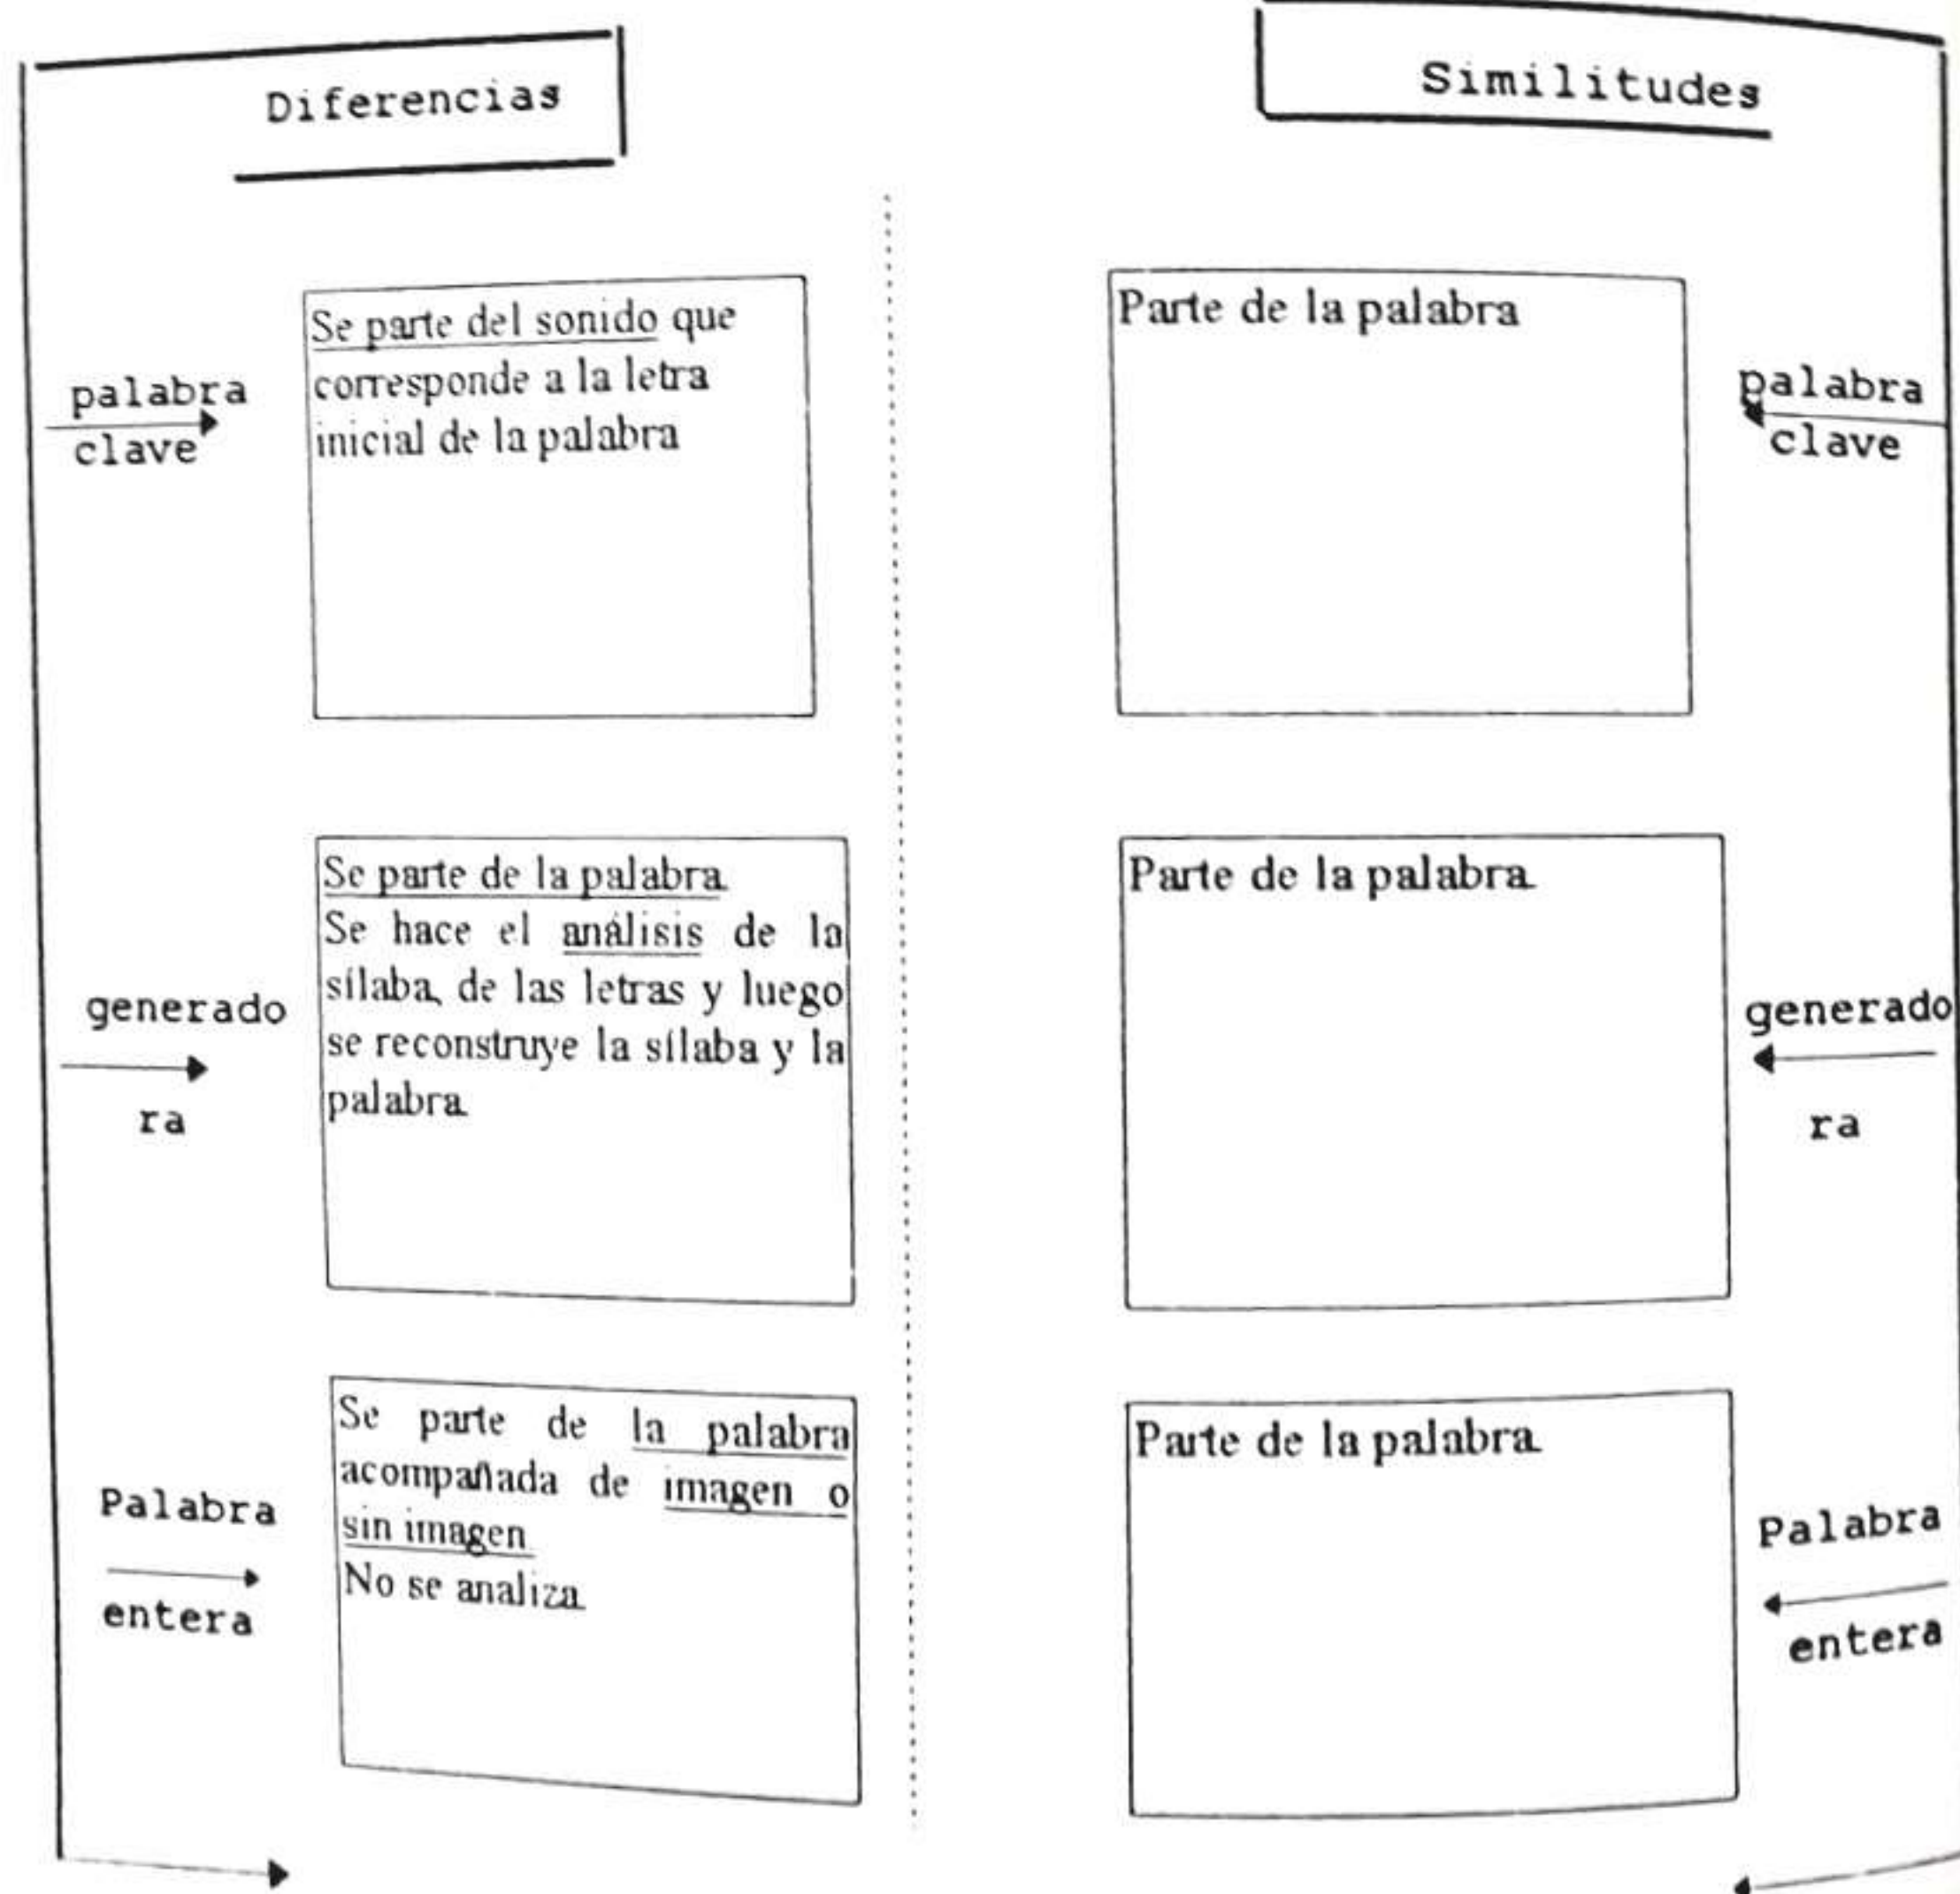 Diferencias
palabra
clave
Se parte del sonido que
corresponde a la letra
inicial de la palabra
generado
ra
Se parte de la palabra.
Se hace el análisis de la
sílaba, de las letras y luego
se reconstruye la sílaba y la
palabra.
Palabra
entera
Se parte de la palabra
acompañada de imagen o
sin imagen
No se analiza.
Similitudes
Parte de la palabra
palabra
clave
Parte de la palabra.
generado
ra
Parte de la palabra.
Palabra
entera